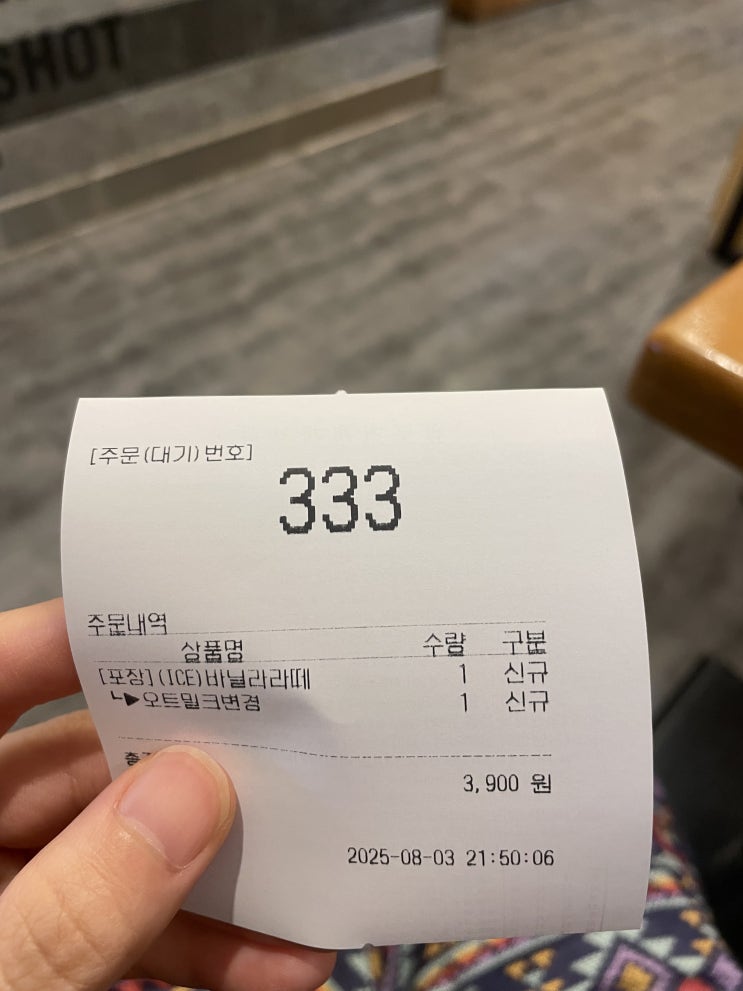 SHOT
[주문(대기)번호]
333
주문내역
상품명 수량 구분
[포장](ICE)바닐라라떼 1 신규
┗▶오트밀크변경 1 신규
3,900 원
2025-08-03 21:50:06